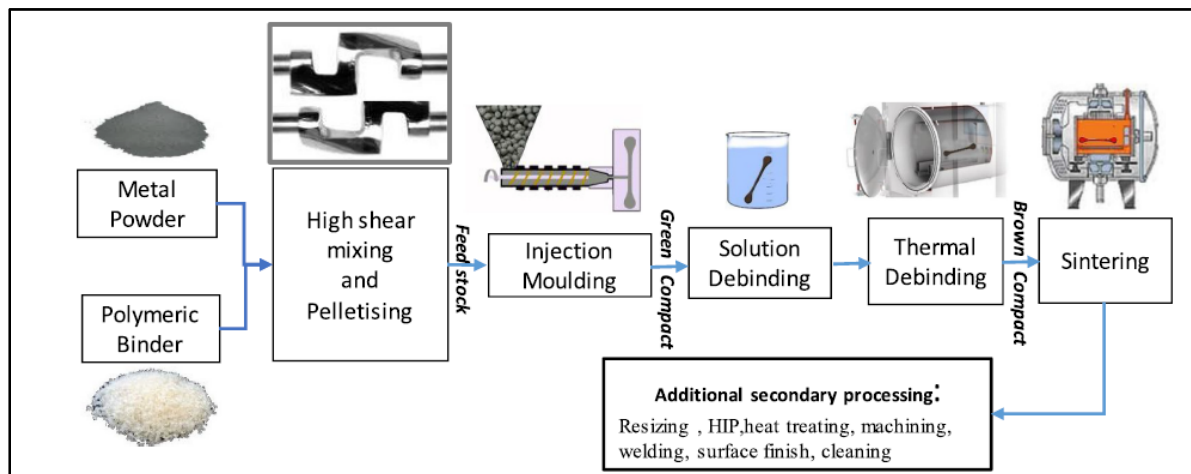 Metal
Powder
Polymeric
Binder
High shear
mixing
and
Pelletising
Feed stock
Injection
Moulding
Green Compact
Solution
Debinding
Thermal
Debinding
Brown Compact
Sintering
Additional secondary processing:
Resizing , HIP,heat treating, machining,
welding, surface finish, cleaning